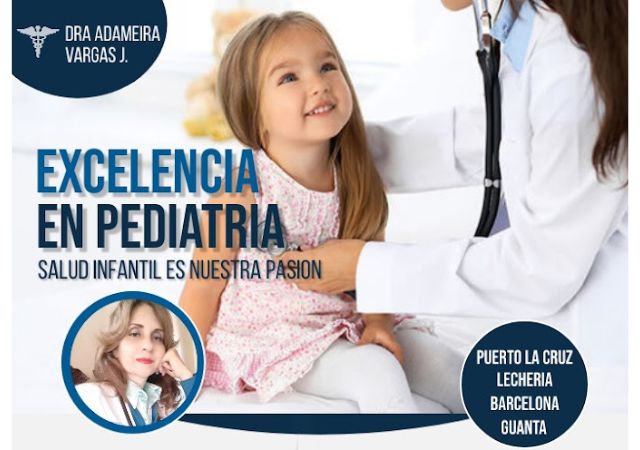 DRA ADAMEIRA
VARGAS J.
EXCELENCIA
EN PEDIATRIA
SALUD INFANTIL ES NUESTRA PASION
PUERTO LA CRUZ
LECHERIA
BARCELONA
GUANTA